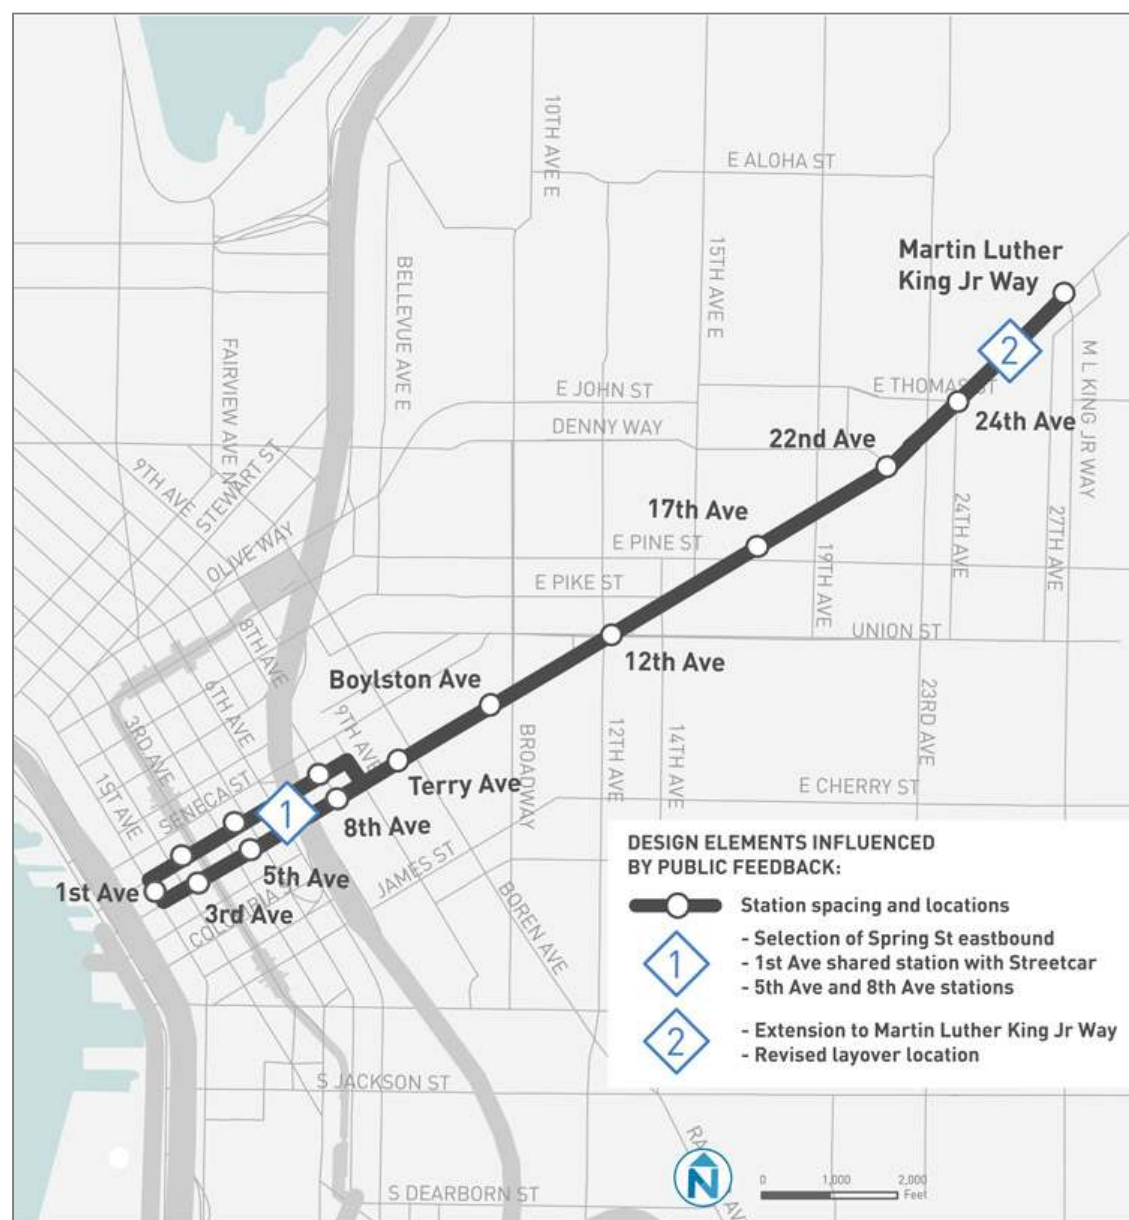 10TH AVE E
E ALOHA ST
Martin Luther
King Jr Way
15TH AVE E
BELLEVUE AVE E
2
FAIRVIEW AVE N
E JOHN ST
E THOMAS ST
M L KING JR WAY
24th Ave
DENNY WAY
22nd Ave
STEWART ST
9TH AVE
17th Ave
24TH AVE
27TH AVE
OLIVE WAY
E PINE ST
19TH AVE
E PIKE ST
8TH AVE
UNION ST
12th Ave
Boylston Ave
6TH AVE
9TH AVE
23RD AVE
3RD AVE
BROADWAY
12TH AVE
14TH AVE
1ST AVE
SENECA ST
Terry Ave
E CHERRY ST
1
8th Ave
5th Ave
JAMES ST
1st Ave
3rd Ave
BOREN AVE
DESIGN ELEMENTS INFLUENCED
BY PUBLIC FEEDBACK:
Station spacing and locations
1
- Selection of Spring St eastbound
- 1st Ave shared station with Streetcar
- 5th Ave and 8th Ave stations
2
- Extension to Martin Luther King Jr Way
- Revised layover location
S JACKSON ST
N
0 1,000 2,000
Feet
S DEARBORN ST